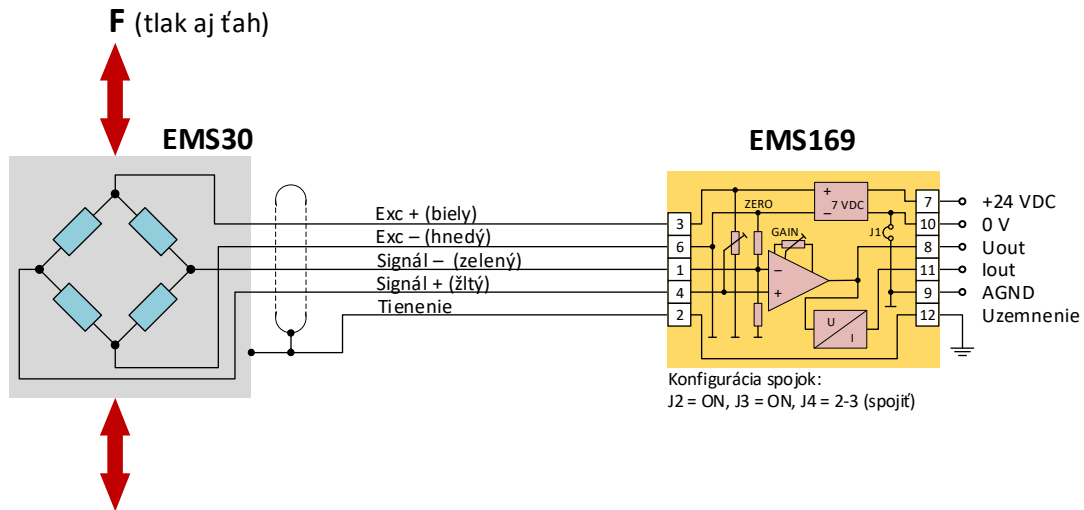 F (tlak aj ťah)
EMS30
EMS169
Exc + (biely)
Exc – (hnedý)
Signál – (zelený)
Signál + (žltý)
Tienenie
3
6
1
4
2
ZERO
GAIN
+
–
7 VDC
J1
–
+
U
I
7
10
8
11
9
12
+24 VDC
0 V
Uout
Iout
AGND
Uzemnenie
Konfigurácia spojok:
J2 = ON, J3 = ON, J4 = 2-3 (spojiť)